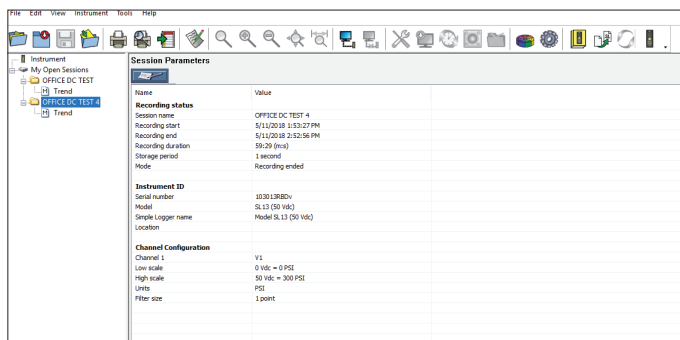 File Edit View Instrument Tools Help
Instrument
My Open Sessions
OFFICE DC TEST
Trend
OFFICE DC TEST 4
Trend
Session Parameters
Name Value
Recording status
Session name OFFICE DC TEST 4
Recording start 5/11/2018 1:53:27 PM
Recording end 5/11/2018 2:52:56 PM
Recording duration 59:29 (m:s)
Storage period 1 second
Mode Recording ended
Instrument ID
Serial number 103013RBDv
Model SL13 (50 Vdc)
Simple Logger name Model SL13 (50 Vdc)
Location
Channel Configuration
Channel 1 V1
Low scale 0 Vdc = 0 PSI
High scale 50 Vdc = 300 PSI
Units PSI
Filter size 1 point